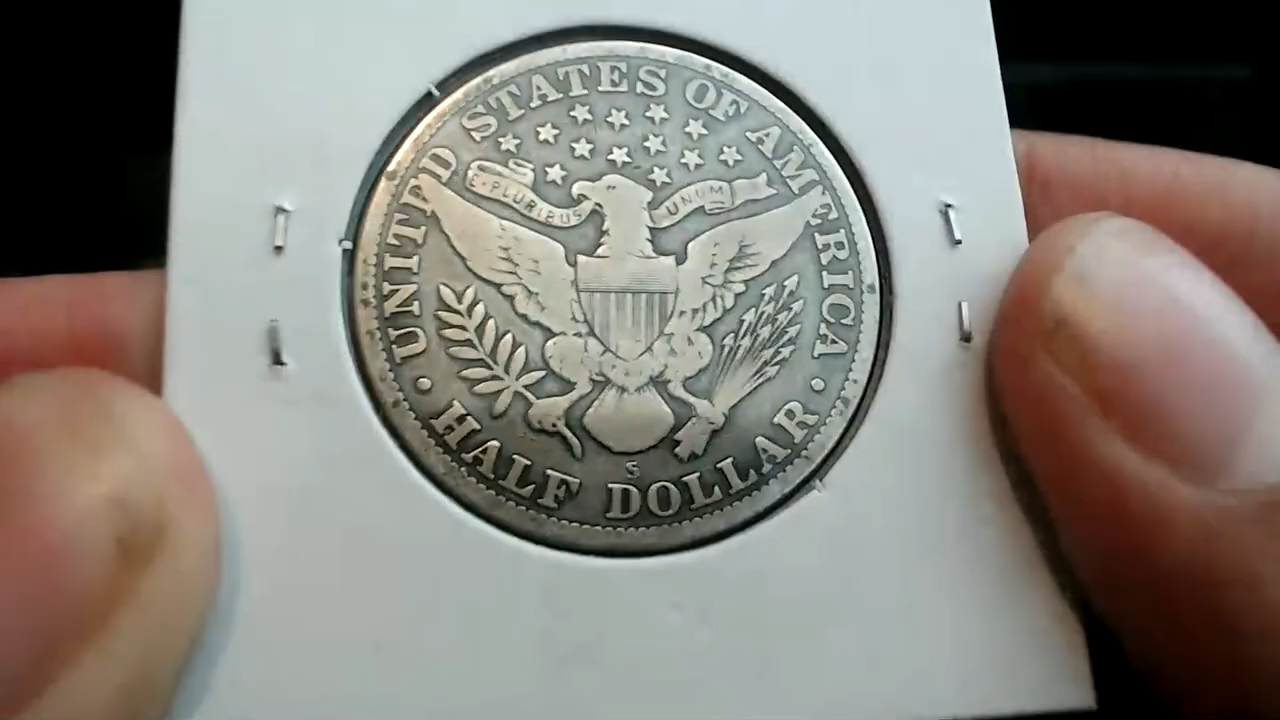 UNITED STATES OF AMERICA
E·PLURIBUS UNUM
S
· HALF DOLLAR ·